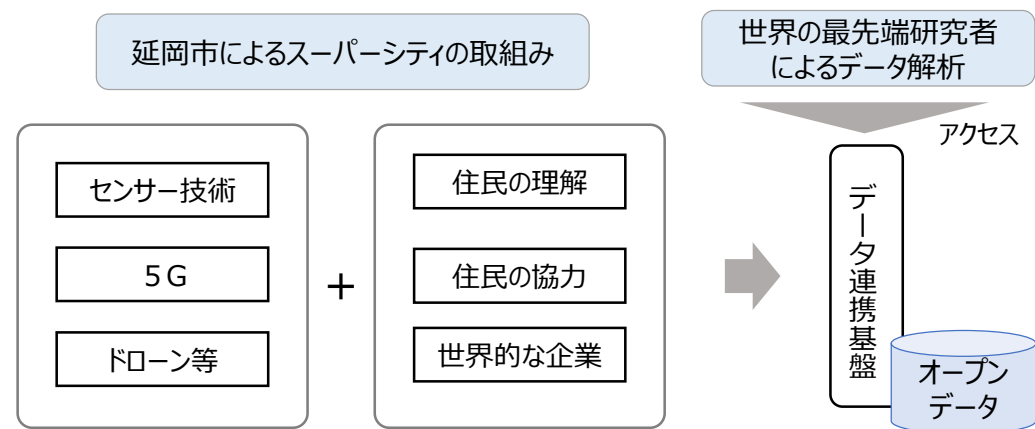 延岡市によるスーパーシティの取組み
世界の最先端研究者
によるデータ解析
アクセス
センサー技術
５Ｇ
ドローン等
＋
住民の理解
住民の協力
世界的な企業
データ連携基盤
オープン
データ